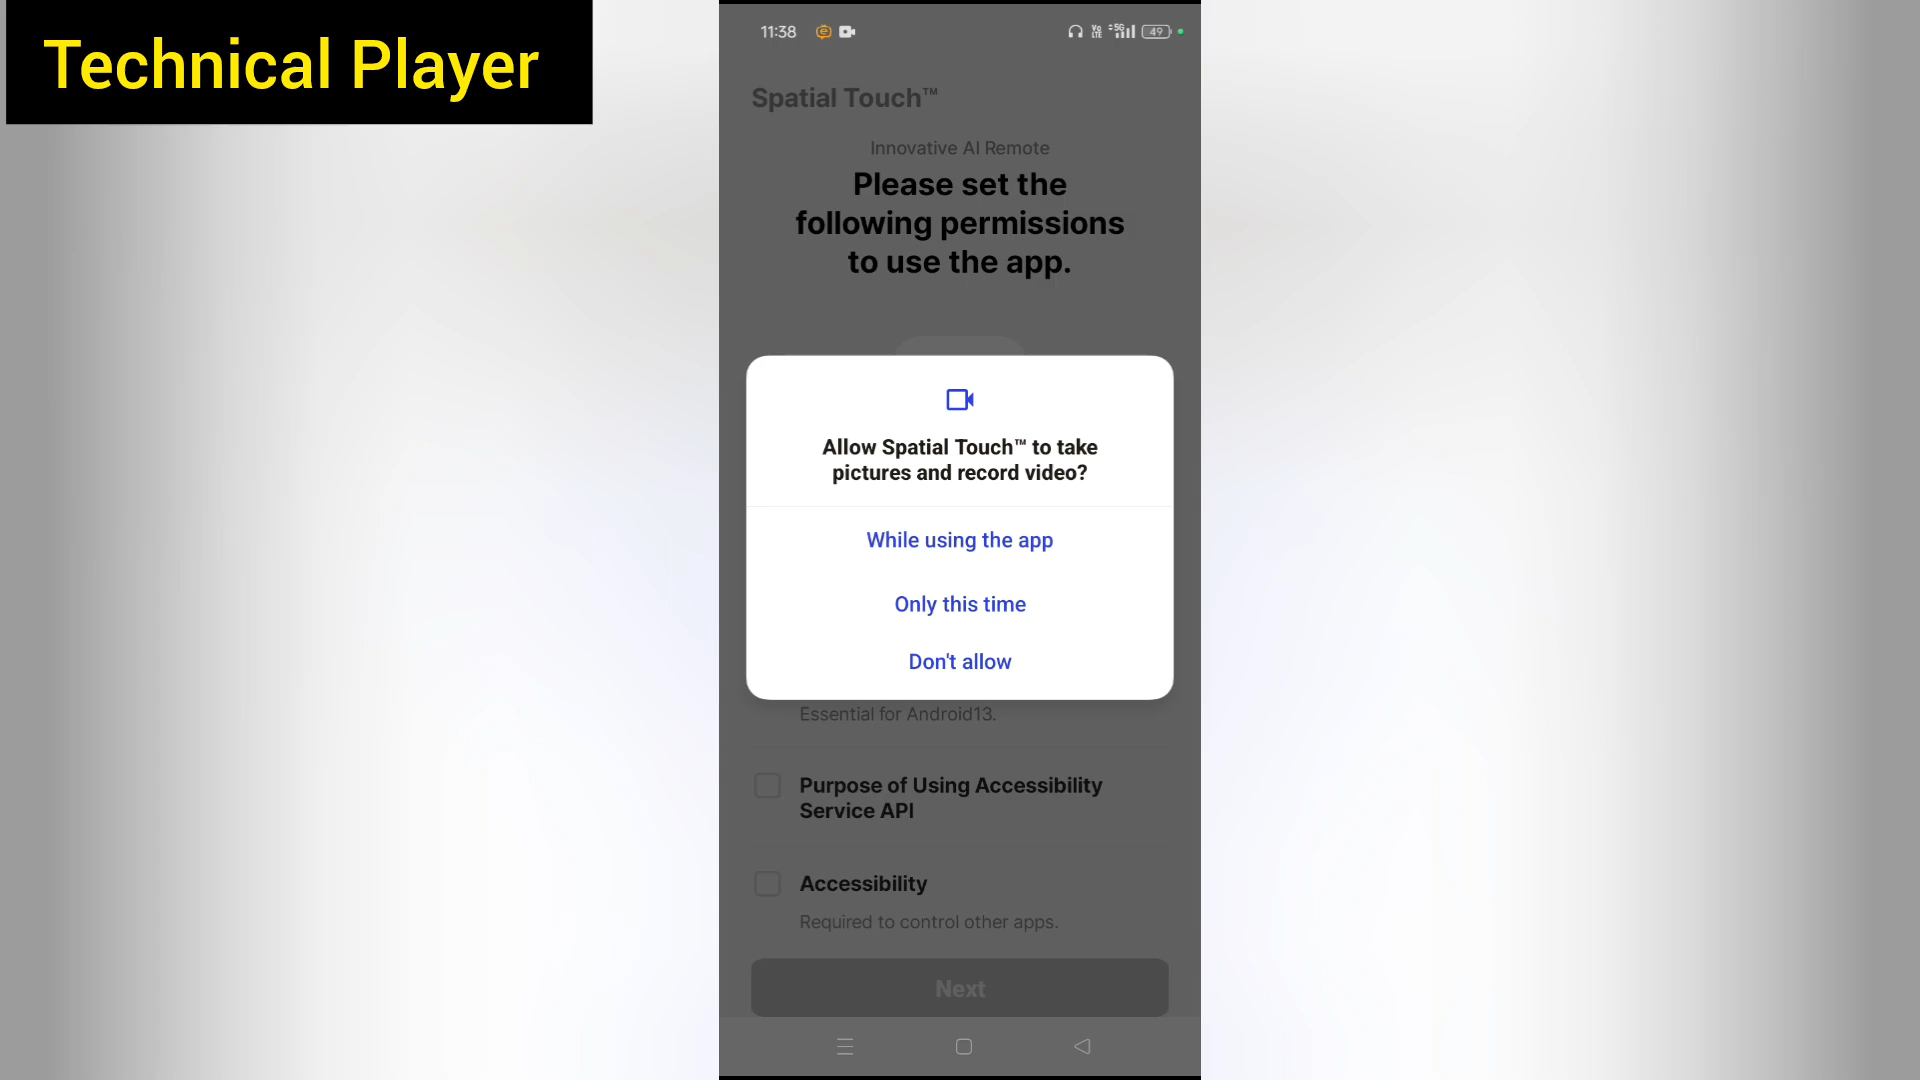 Technical Player
11:38
49
Spatial Touch™
Innovative AI Remote
Please set the
following permissions
to use the app.
Allow Spatial Touch™ to take
pictures and record video?
While using the app
Only this time
Don't allow
Essential for Android13.
Purpose of Using Accessibility
Service API
Accessibility
Required to control other apps.
Next